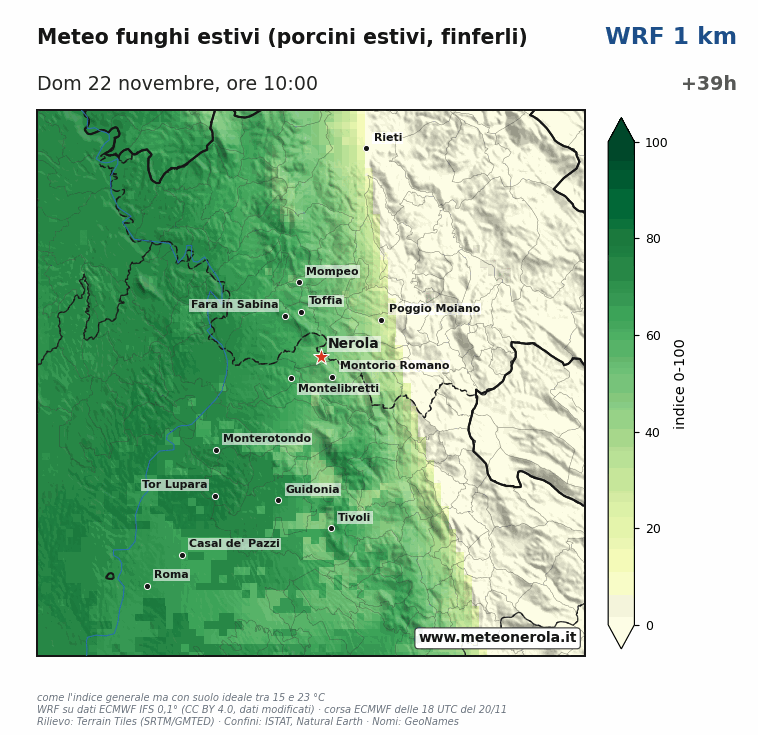 Meteo funghi estivi (porcini estivi, finferli)
WRF 1 km
Dom 22 novembre, ore 10:00
+39h
Rieti
Mompeo
Fara in Sabina
Toffia
Poggio Moiano
Nerola
Montorio Romano
Montelibretti
Monterotondo
Tor Lupara
Guidonia
Tivoli
Casal de' Pazzi
Roma
www.meteonerola.it
100
80
60
40
20
0
indice 0-100
come l'indice generale ma con suolo ideale tra 15 e 23 °C
WRF su dati ECMWF IFS 0,1° (CC BY 4.0, dati modificati) · corsa ECMWF delle 18 UTC del 20/11
Rilievo: Terrain Tiles (SRTM/GMTED) · Confini: ISTAT, Natural Earth · Nomi: GeoNames